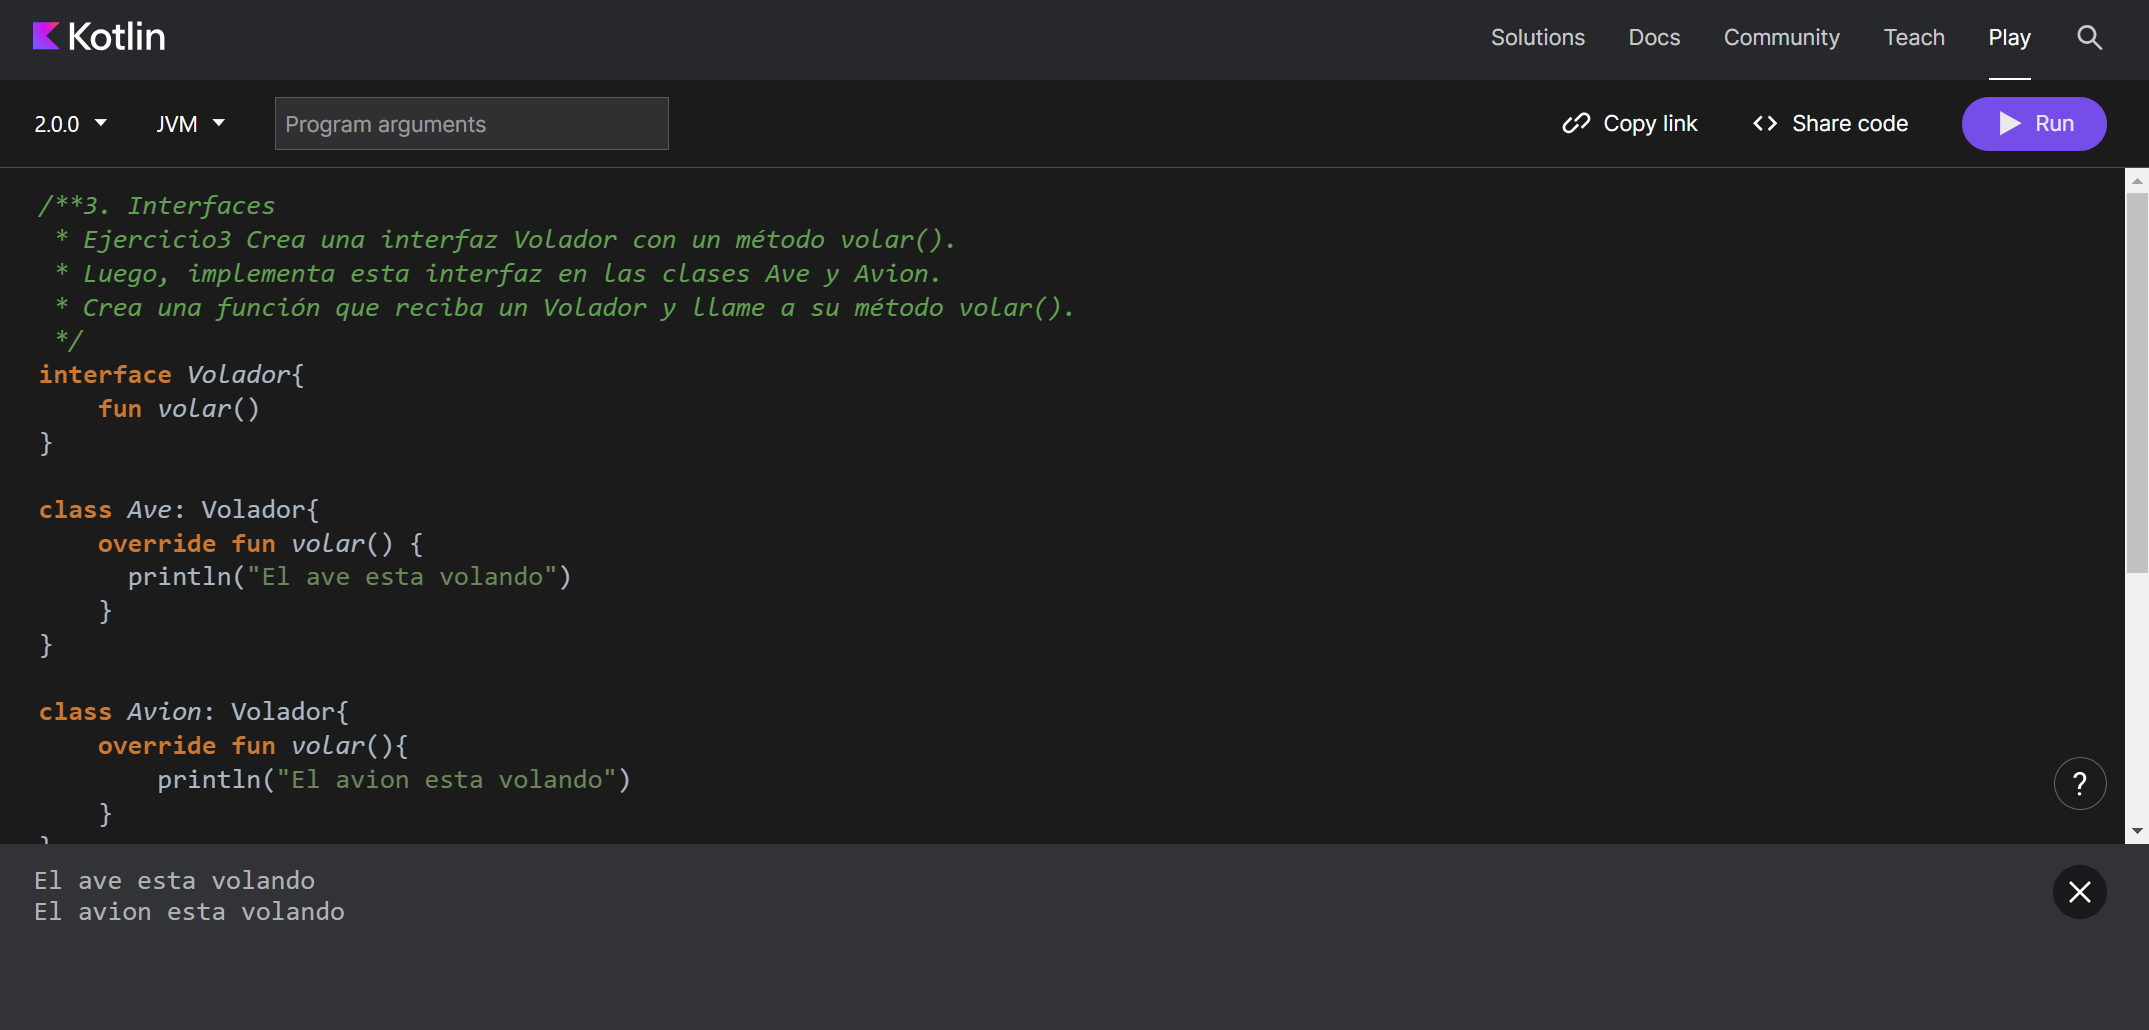 Kotlin
Solutions Docs Community Teach Play
2.0.0 JVM Program arguments Copy link Share code Run
/**3. Interfaces
 * Ejercicio3 Crea una interfaz Volador con un método volar().
 * Luego, implementa esta interfaz en las clases Ave y Avion.
 * Crea una función que reciba un Volador y llame a su método volar().
 */
interface Volador{
    fun volar()
}
class Ave: Volador{
    override fun volar() {
      println("El ave esta volando")
    }
}
class Avion: Volador{
    override fun volar(){
        println("El avion esta volando")
    }
}
?
El ave esta volando
El avion esta volando